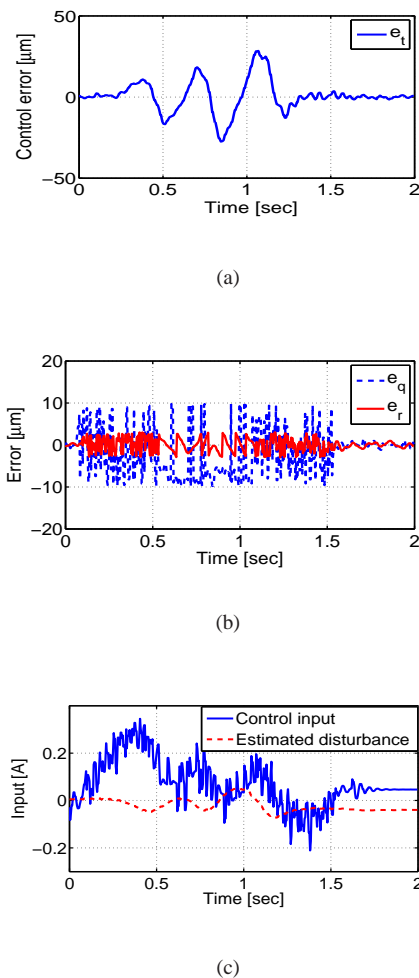 50
e_t
Control error [μm]
0
-50
0 0.5 1 1.5 2
Time [sec]
(a)
20
e_q
e_r
10
Error [μm]
0
-10
-20
0 0.5 1 1.5 2
Time [sec]
(b)
Control input
Estimated disturbance
0.2
Input [A]
0
-0.2
0 0.5 1 1.5 2
Time [sec]
(c)